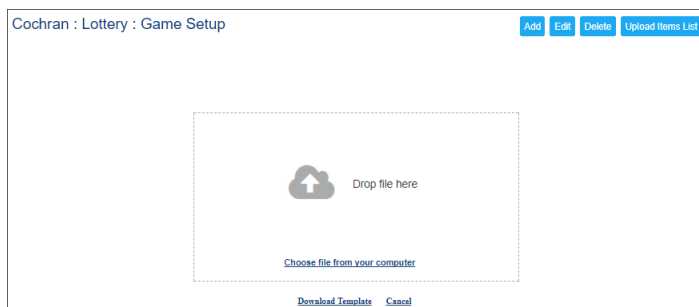 Cochran : Lottery : Game Setup
Add Edit Delete Upload Items List
Drop file here
Choose file from your computer
Download Template Cancel